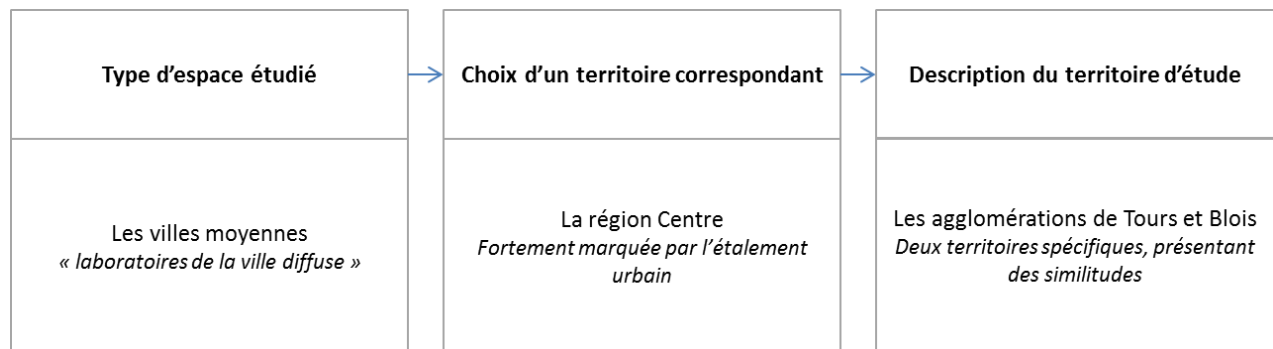 Type d'espace étudié
Choix d'un territoire correspondant
Description du territoire d'étude
Les villes moyennes
« laboratoires de la ville diffuse »
La région Centre
Fortement marquée par l'étalement
urbain
Les agglomérations de Tours et Blois
Deux territoires spécifiques, présentant
des similitudes